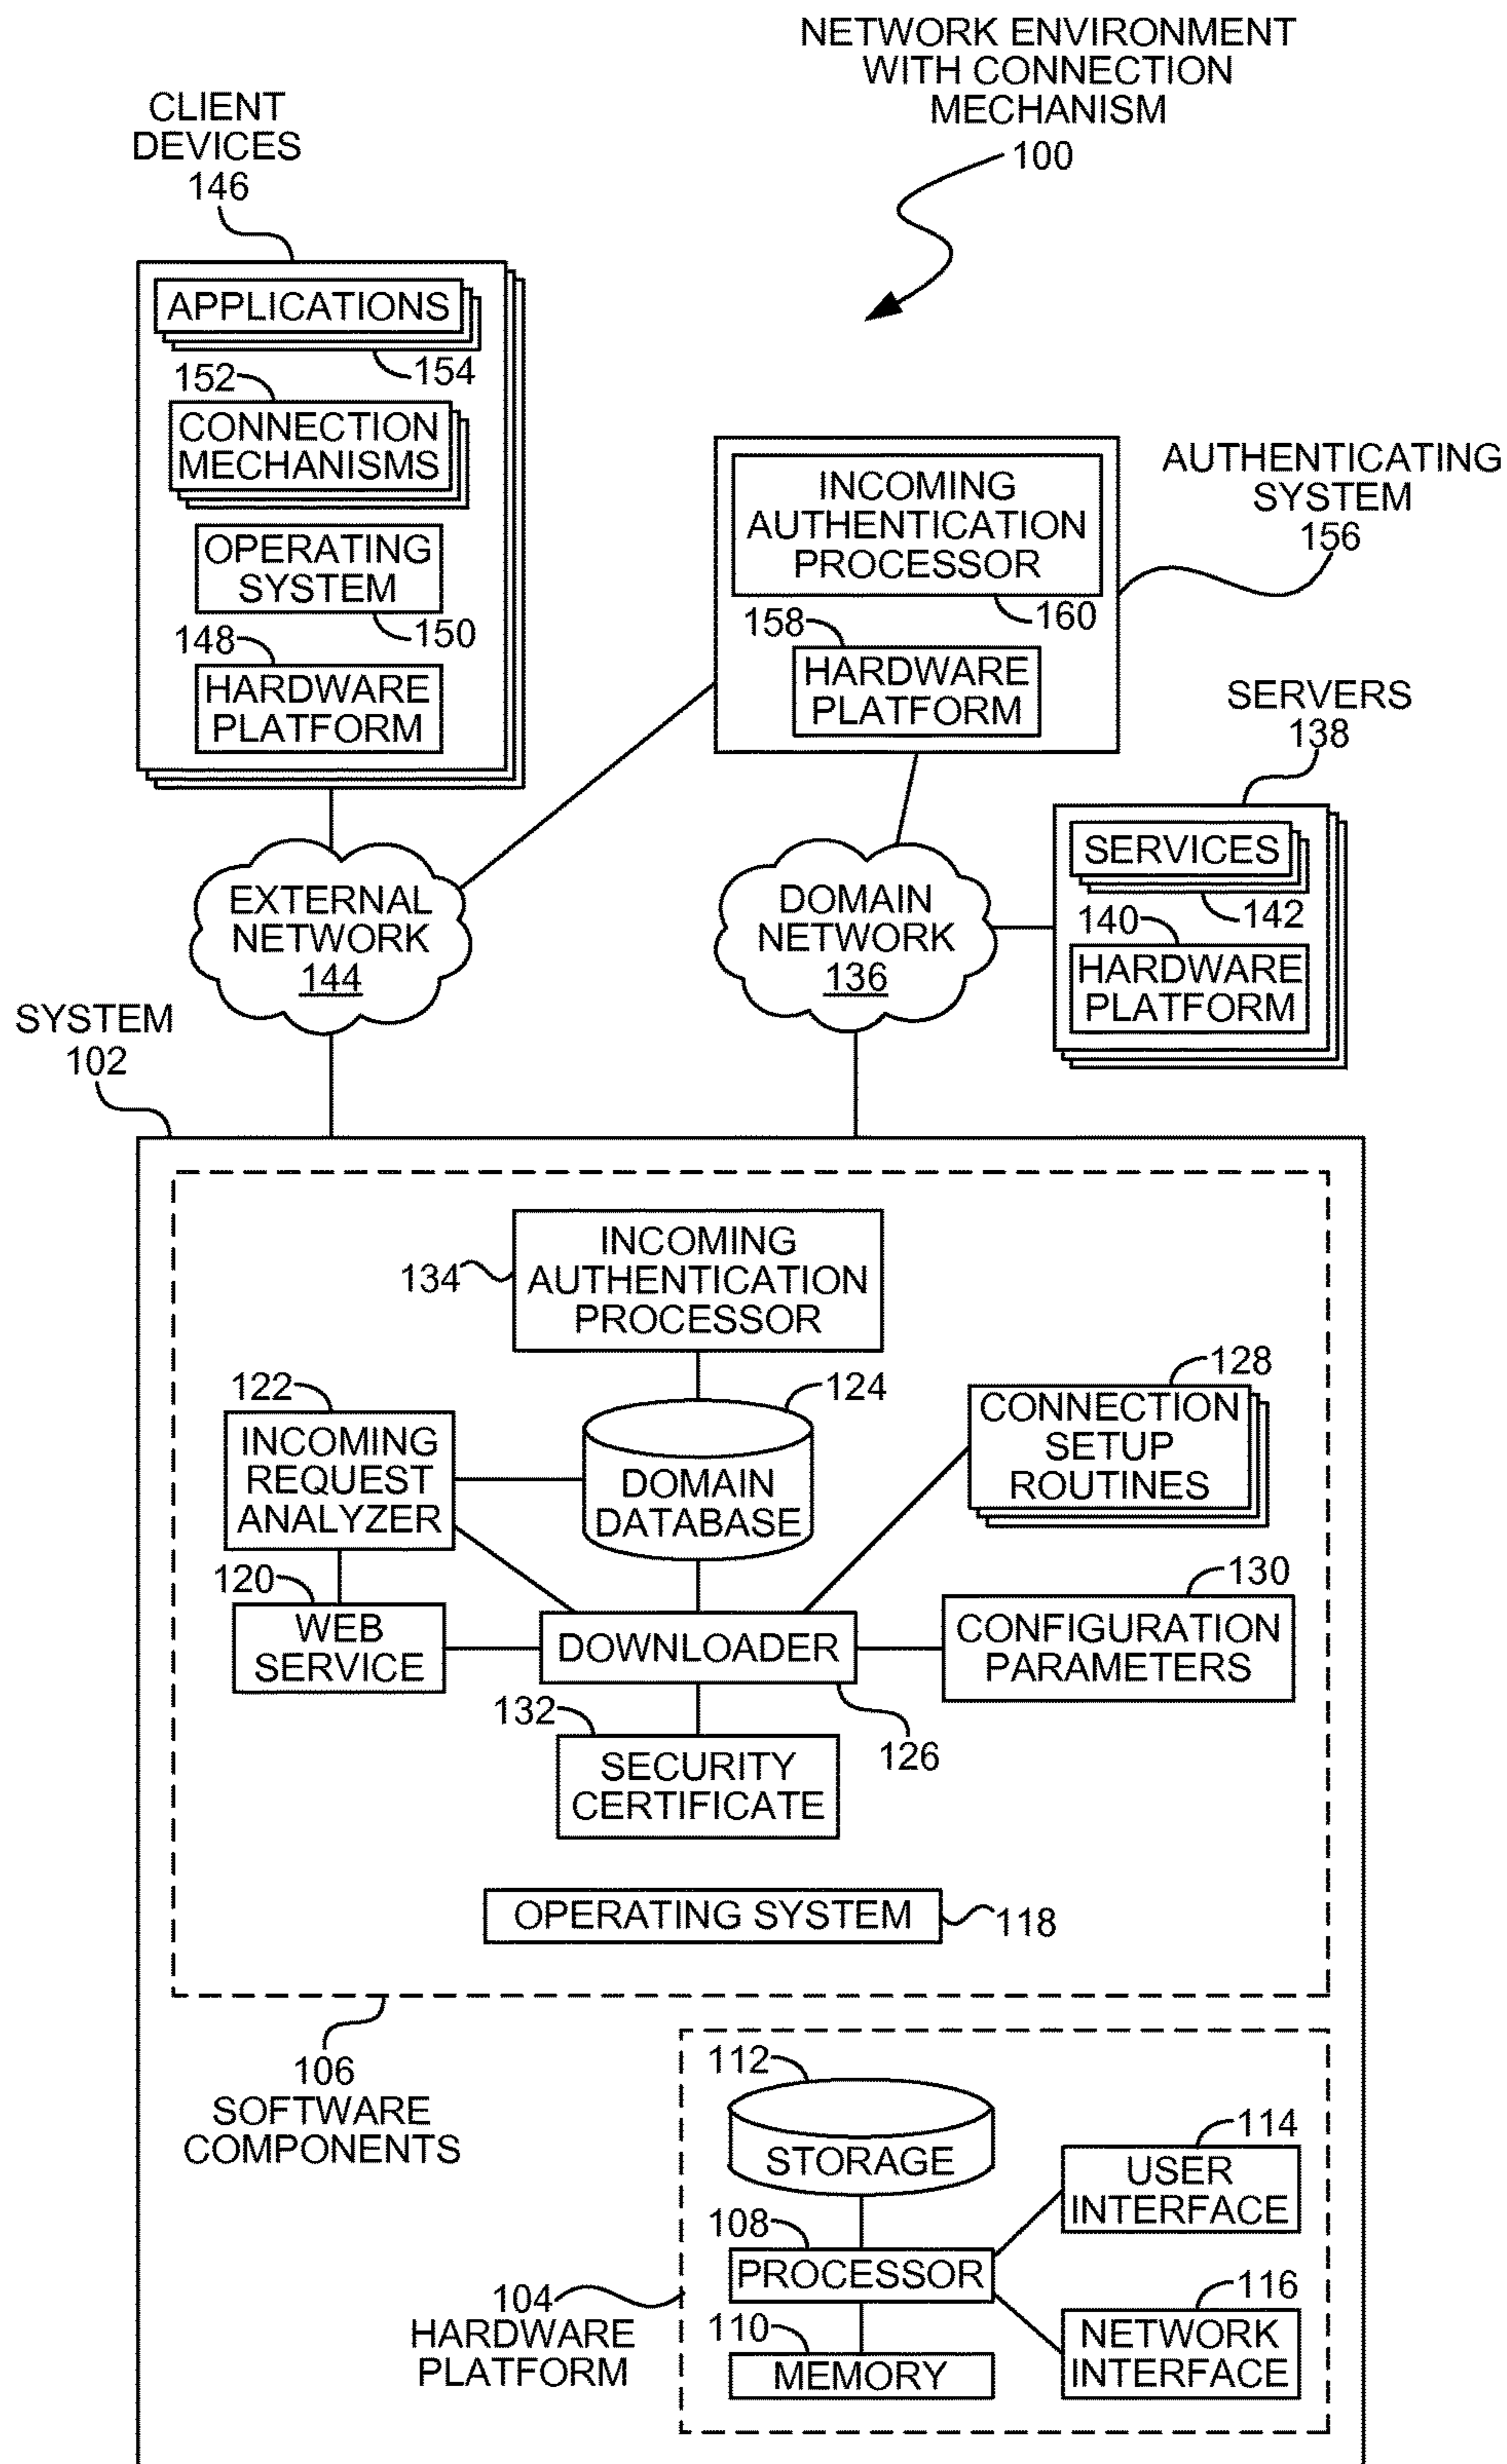 NETWORK ENVIRONMENT
WITH CONNECTION
MECHANISM
100
CLIENT
DEVICES
146
APPLICATIONS
154
152
CONNECTION
MECHANISMS
OPERATING
SYSTEM
150
148
HARDWARE
PLATFORM
INCOMING
AUTHENTICATION
PROCESSOR
160
158
HARDWARE
PLATFORM
AUTHENTICATING
SYSTEM
156
SERVERS
138
SERVICES
142
140
HARDWARE
PLATFORM
EXTERNAL
NETWORK
144
DOMAIN
NETWORK
136
SYSTEM
102
INCOMING
AUTHENTICATION
PROCESSOR
134
122
INCOMING
REQUEST
ANALYZER
124
DOMAIN
DATABASE
128
CONNECTION
SETUP
ROUTINES
120
WEB
SERVICE
DOWNLOADER
126
130
CONFIGURATION
PARAMETERS
132
SECURITY
CERTIFICATE
OPERATING SYSTEM
118
106
SOFTWARE
COMPONENTS
112
STORAGE
114
USER
INTERFACE
108
PROCESSOR
104
HARDWARE
PLATFORM
110
MEMORY
116
NETWORK
INTERFACE